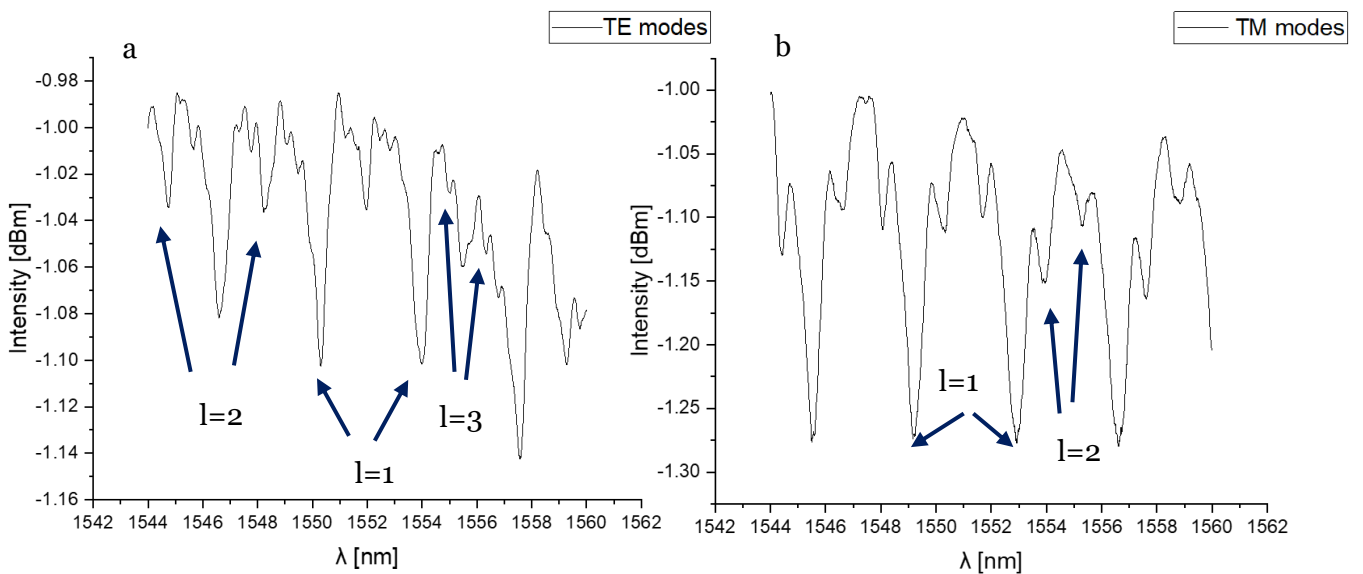 a
TE modes
-0.98
-1.00
-1.02
-1.04
-1.06
-1.08
-1.10
-1.12
-1.14
-1.16
Intensity [dBm]
l=2
l=1
l=3
1542 1544 1546 1548 1550 1552 1554 1556 1558 1560 1562
λ [nm]
b
TM modes
-1.00
-1.05
-1.10
-1.15
-1.20
-1.25
-1.30
Intensity [dBm]
l=1
l=2
1542 1544 1546 1548 1550 1552 1554 1556 1558 1560 1562
λ [nm]